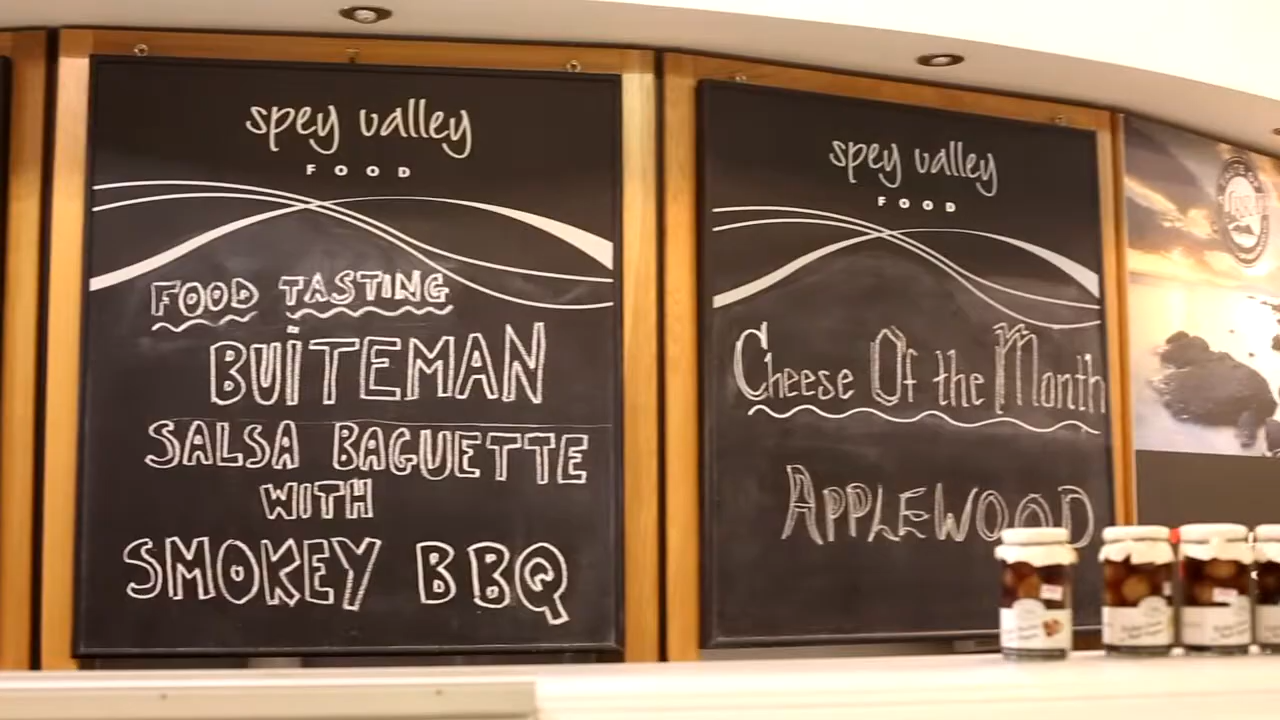 spey valley
FOOD
FOOD TASTING
BUiTEMAN
SALSA BAGUETTE
WITH
SMOKEY BBQ
spey valley
FOOD
Cheese Of the Month
APPLEWOOD